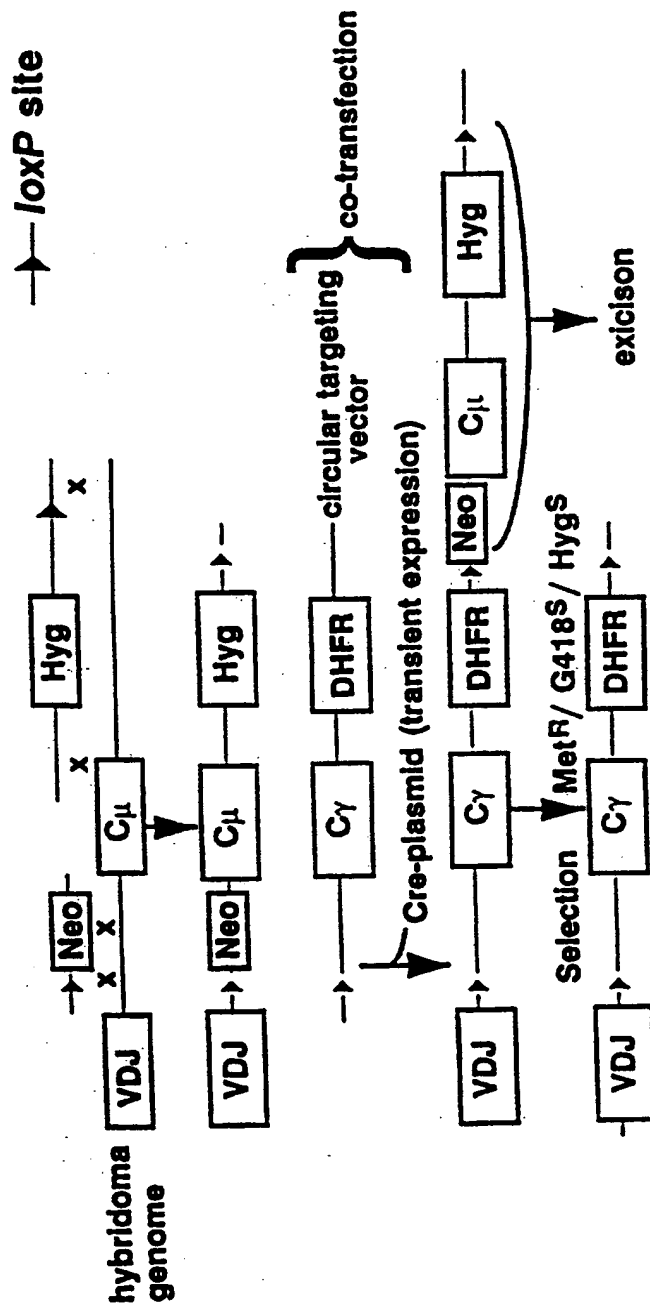 loxP site
Neo
Hyg
x
x
x
x
hybridoma
genome
VDJ
Cμ
VDJ
Neo
Cμ
Hyg
Cγ
DHFR
circular targeting
vector
co-transfection
Cre-plasmid (transient expression)
VDJ
Cγ
DHFR
Neo
Cμ
Hyg
exicison
Selection
MetR/ G418S/ HygS
VDJ
Cγ
DHFR